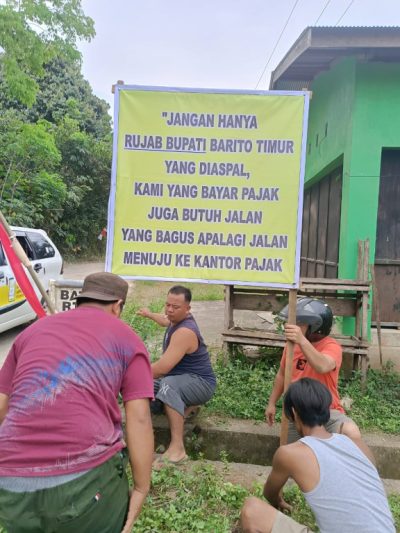 "JANGAN HANYA
RUJAB BUPATI BARITO TIMUR
YANG DIASPAL,
KAMI YANG BAYAR PAJAK
JUGA BUTUH JALAN
YANG BAGUS APALAGI JALAN
MENUJU KE KANTOR PAJAK